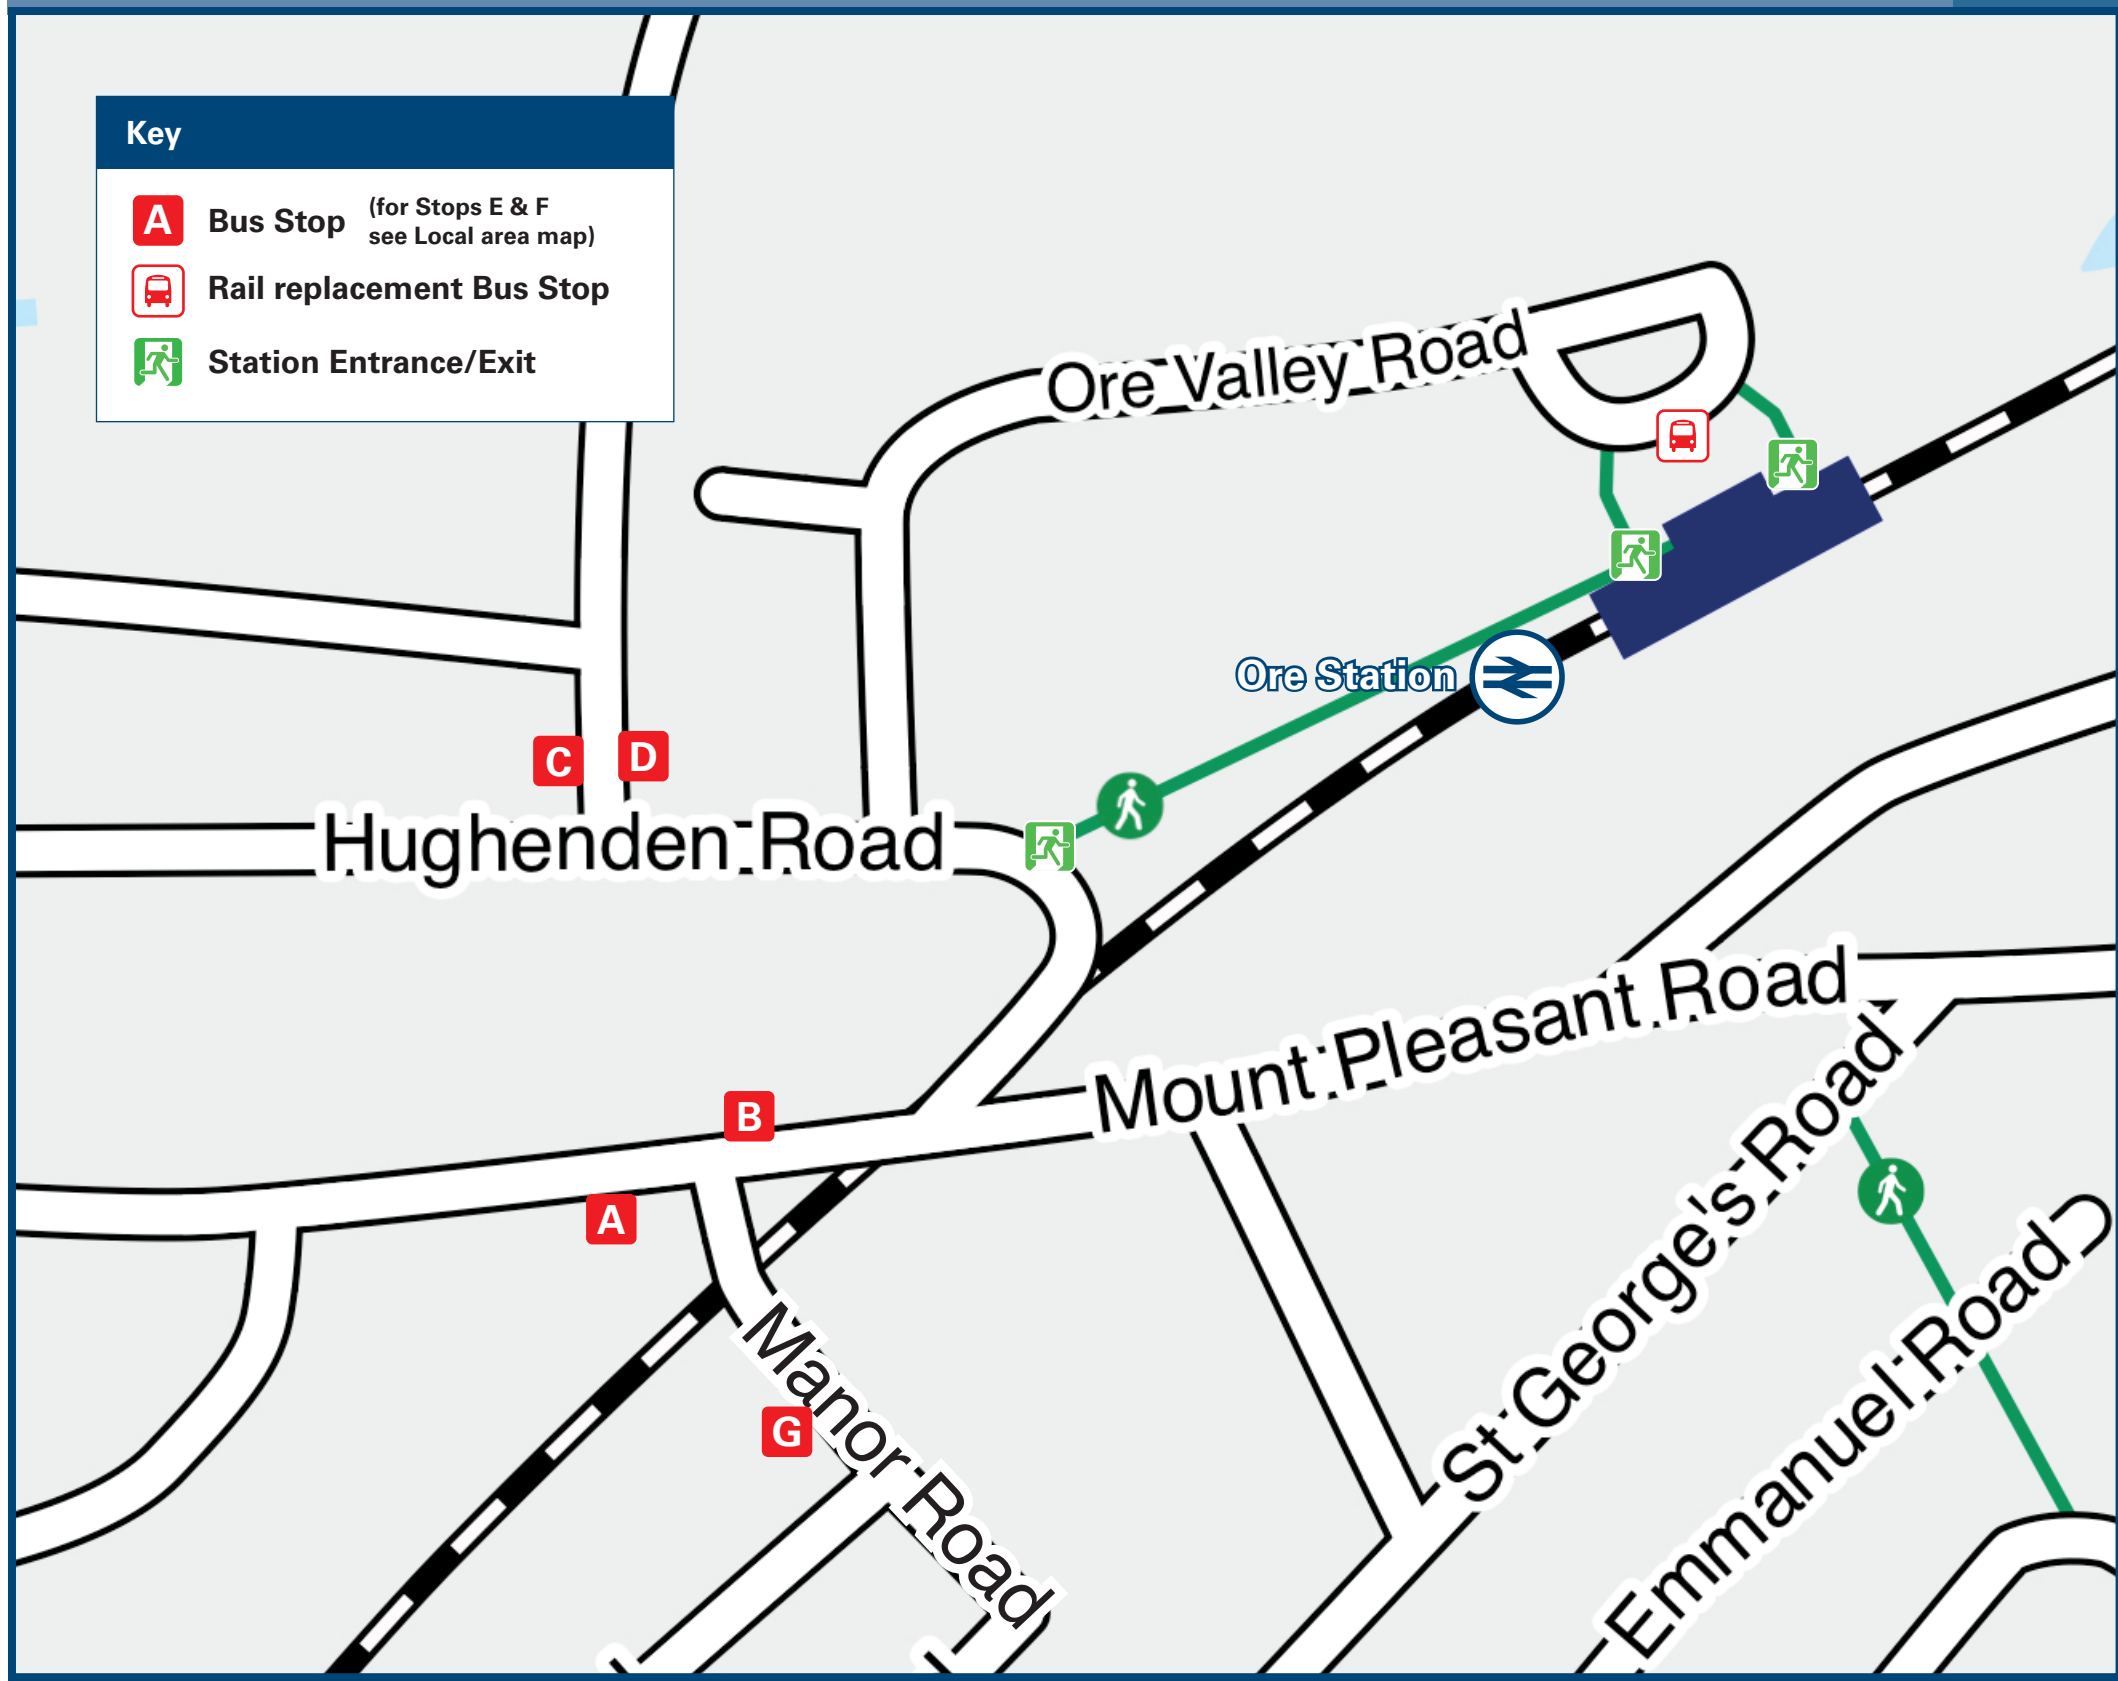 Key
A Bus Stop (for Stops E & F
see Local area map)
Rail replacement Bus Stop
Station Entrance/Exit
Ore Valley Road
Ore Station
C
D
Hughenden Road
Mount Pleasant Road
B
A
St George's Road
Manor Road
G
Emmanuel Road